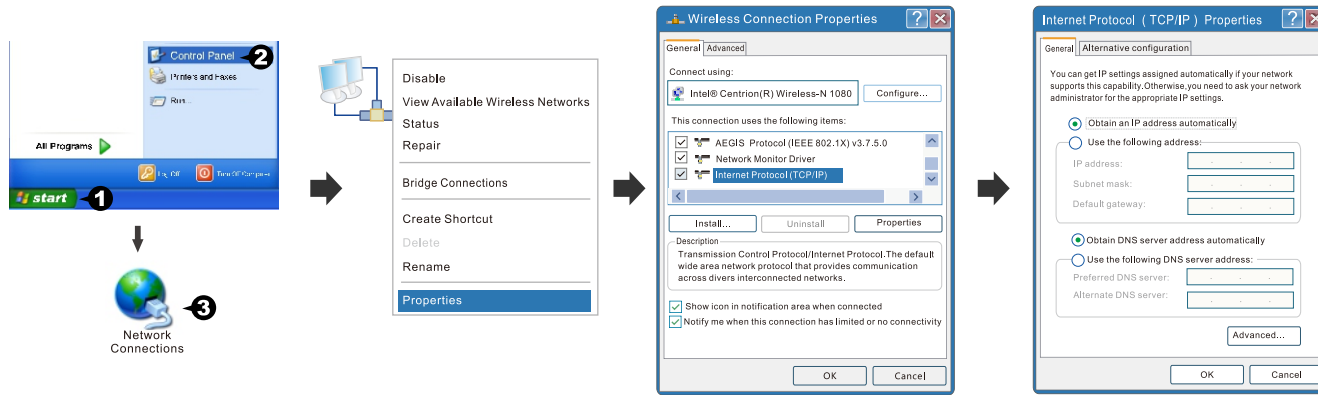 Control Panel
2
Printers and Faxes
Run...
All Programs
Log Off
Turn Off Computer
start
1
3
Network
Connections
Disable
View Available Wireless Networks
Status
Repair
Bridge Connections
Create Shortcut
Delete
Rename
Properties
Wireless Connection Properties
General Advanced
Connect using:
Intel® Centrion(R) Wireless-N 1080 Configure...
This connection uses the following items:
AEGIS Protocol (IEEE 802.1X) v3.7.5.0
Network Monitor Driver
Internet Protocol (TCP/IP)
Install... Uninstall Properties
Description
Transmission Control Protocol/Internet Protocol.The default
wide area network protocol that provides communication
across divers interconnected networks.
Show icon in notification area when connected
Notify me when this connection has limited or no connectivity
OK Cancel
Internet Protocol ( TCP/IP ) Properties
General Alternative configuration
You can get IP settings assigned automatically if your network
supports this capability.Otherwise,you need to ask your network
administrator for the appropriate IP settings.
Obtain an IP address automatically
Use the following address:
IP address:
Subnet mask:
Default gateway:
Obtain DNS server address automatically
Use the following DNS server address:
Preferred DNS server:
Alternate DNS server:
Advanced...
OK Cancel